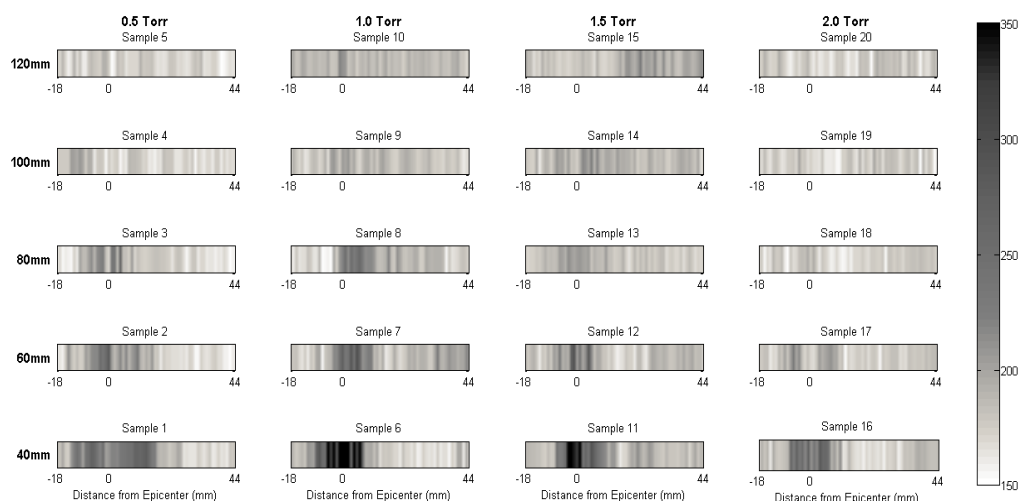 0.5 Torr 1.0 Torr 1.5 Torr 2.0 Torr
Sample 5 Sample 10 Sample 15 Sample 20
350
120mm
-18 0 44 -18 0 44 -18 0 44 -18 0 44
Sample 4 Sample 9 Sample 14 Sample 19
300
100mm
-18 0 44 -18 0 44 -18 0 44 -18 0 44
Sample 3 Sample 8 Sample 13 Sample 18
250
80mm
-18 0 44 -18 0 44 -18 0 44 -18 0 44
Sample 2 Sample 7 Sample 12 Sample 17
60mm
200
-18 0 44 -18 0 44 -18 0 44 -18 0 44
Sample 1 Sample 6 Sample 11 Sample 16
40mm
-18 0 44 -18 0 44 -18 0 44 -18 0 44
150
Distance from Epicenter (mm) Distance from Epicenter (mm) Distance from Epicenter (mm) Distance from Epicenter (mm)